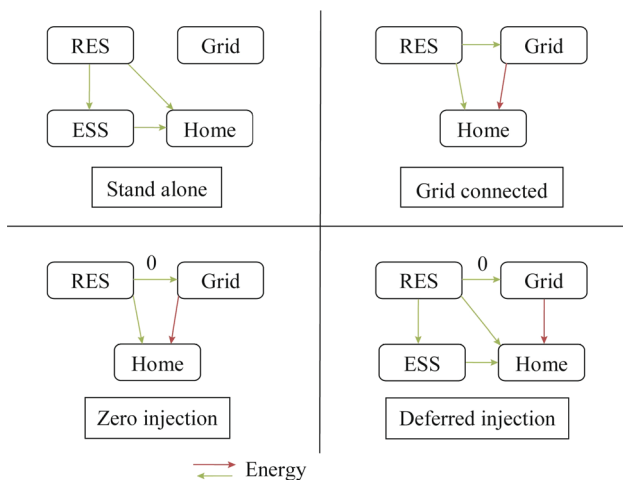 RES Grid
ESS Home
Stand alone
RES Grid
Home
Grid connected
0
RES Grid
Home
Zero injection
0
RES Grid
ESS Home
Deferred injection
Energy